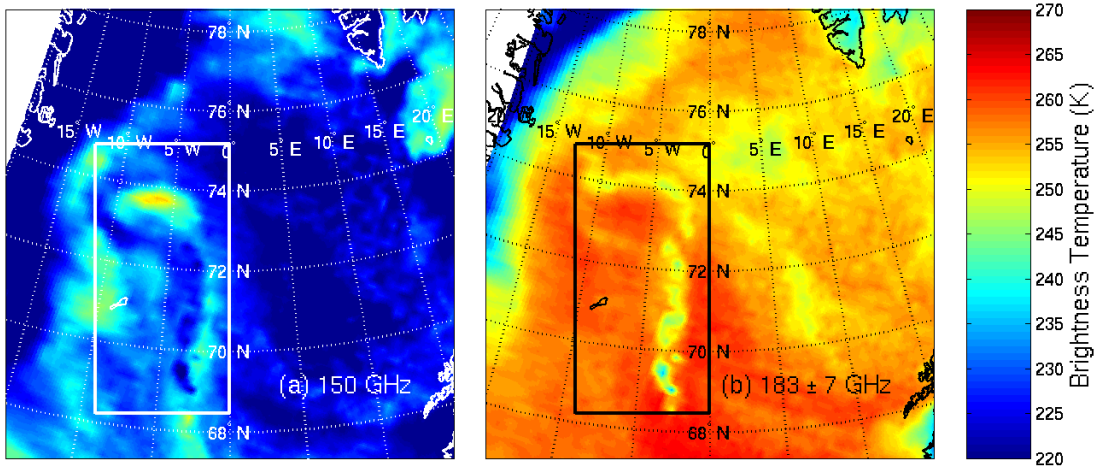 78° N
76° N
74° N
72° N
70° N
68° N
15° W
10° W
5° W
0°
5° E
10° E
15° E
20° E
(a) 150 GHz
78° N
76° N
74° N
72° N
70° N
68° N
15° W
10° W
5° W
0°
5° E
10° E
15° E
20° E
(b) 183 ± 7 GHz
270
265
260
255
250
245
240
235
230
225
220
Brightness Temperature (K)